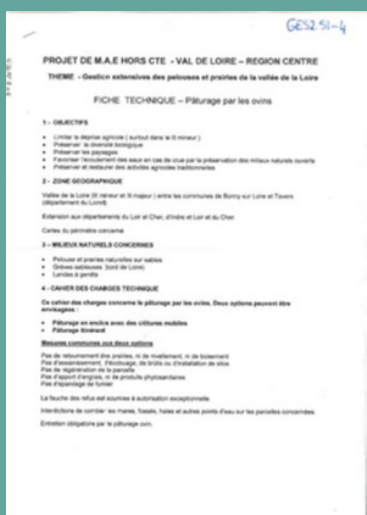 GES2.SI-4
PROJET DE M.A.E HORS CTE - VAL DE LOIRE - REGION CENTRE
THEME - Gestion extensives des pelouses et prairies de la vallée de la Loire
FICHE TECHNIQUE – Pâturage par les ovins
1 - OBJECTIFS
• Limiter la déprise agricole ( surtout dans le lit mineur )
• Préserver la diversité biologique
• Préserver les paysages
• Favoriser l'écoulement des eaux en cas de crue par la préservation des milieux naturels ouverts
• Préserver et restaurer des activités agricoles traditionnelles
2 - ZONE GEOGRAPHIQUE
Vallée de la Loire (lit mineur et lit majeur ) entre les communes de Bonny sur Loire et Tavers
(département du Loiret)
Extension aux départements du Loir et Cher, d'Indre et Loir et du Cher
Cartes du périmètre concerné
3 - MILIEUX NATURELS CONCERNES
• Pelouse et prairies naturelles sur sables
• Grèves sableuses (bord de Loire)
• Landes à genêts
4 - CAHIER DES CHARGES TECHNIQUE
Ce cahier des charges concerne le pâturage par les ovins. Deux options peuvent être
envisagées :
• Pâturage en enclos avec des clôtures mobiles
• Pâturage itinérant
Mesures communes aux deux options
Pas de retournement des prairies, ni de nivellement, ni de boisement
Pas d'assainissement, d'écobuage, de brûlis ou d'installation de silos
Pas de régénération de la parcelle
Pas d'apport d'engrais, ni de produits phytosanitaires
Pas d'épandage de fumier
La fauche des refus est soumise à autorisation exceptionnelle
Interdictions de combler les mares, fossés, haies et autres points d'eau sur les parcelles concernées
Entretien obligatoire par le pâturage ovin.